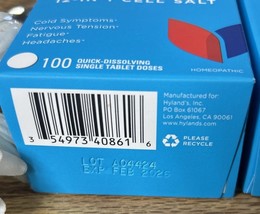 12-IN-1 CELL SALT
Cold Symptoms
Nervous Tension
Fatigue
Headaches
100 QUICK-DISSOLVING
SINGLE TABLET DOSES
HOMEOPATHIC
3 54973 40861 6
Manufactured for:
Hyland's, Inc.
PO Box 61067
Los Angeles, CA 90061
www.hylands.com
PLEASE
RECYCLE
LOT A04424
EXP FEB 2026